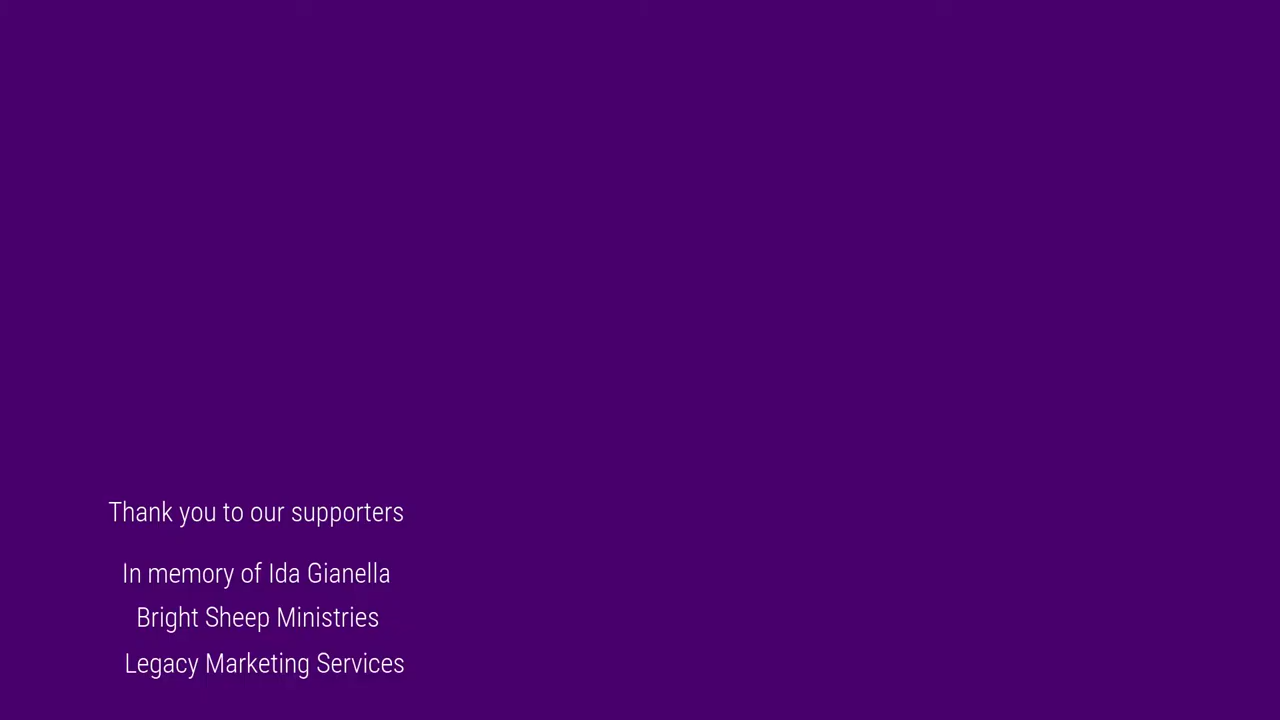 Thank you to our supporters
In memory of Ida Gianella
Bright Sheep Ministries
Legacy Marketing Services